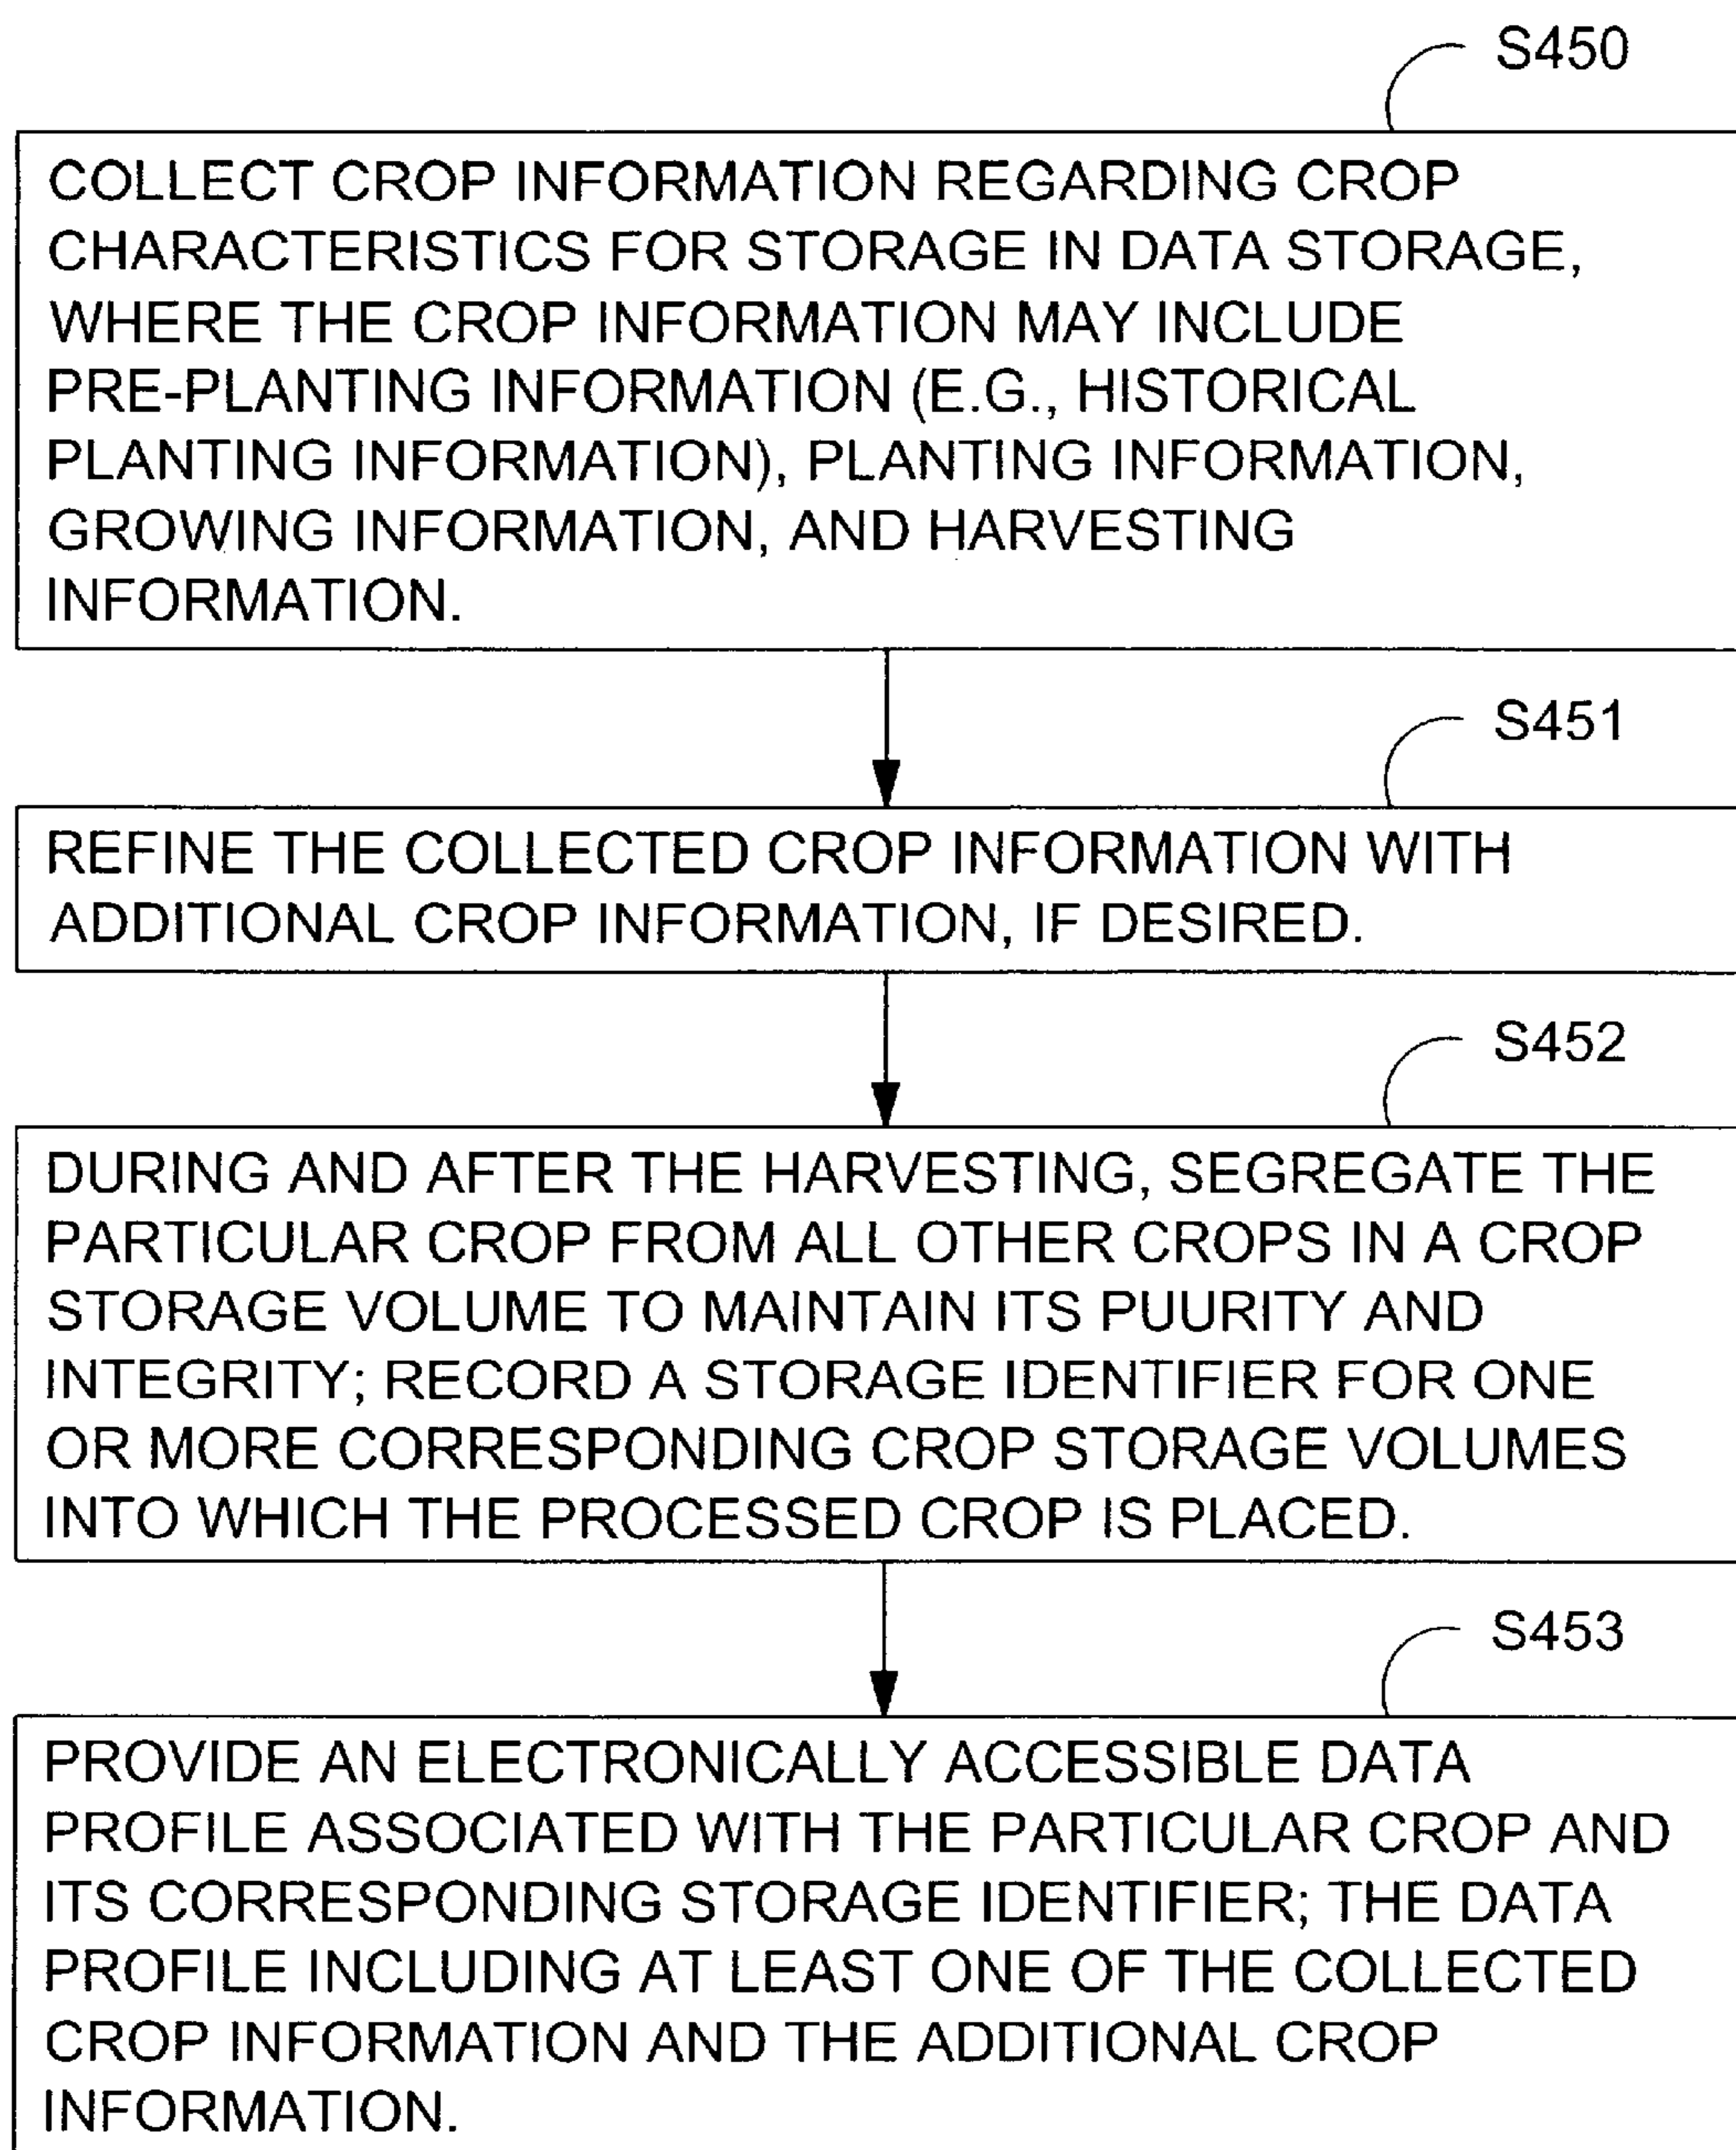 S450
COLLECT CROP INFORMATION REGARDING CROP
CHARACTERISTICS FOR STORAGE IN DATA STORAGE,
WHERE THE CROP INFORMATION MAY INCLUDE
PRE-PLANTING INFORMATION (E.G., HISTORICAL
PLANTING INFORMATION), PLANTING INFORMATION,
GROWING INFORMATION, AND HARVESTING
INFORMATION.
S451
REFINE THE COLLECTED CROP INFORMATION WITH
ADDITIONAL CROP INFORMATION, IF DESIRED.
S452
DURING AND AFTER THE HARVESTING, SEGREGATE THE
PARTICULAR CROP FROM ALL OTHER CROPS IN A CROP
STORAGE VOLUME TO MAINTAIN ITS PUURITY AND
INTEGRITY; RECORD A STORAGE IDENTIFIER FOR ONE
OR MORE CORRESPONDING CROP STORAGE VOLUMES
INTO WHICH THE PROCESSED CROP IS PLACED.
S453
PROVIDE AN ELECTRONICALLY ACCESSIBLE DATA
PROFILE ASSOCIATED WITH THE PARTICULAR CROP AND
ITS CORRESPONDING STORAGE IDENTIFIER; THE DATA
PROFILE INCLUDING AT LEAST ONE OF THE COLLECTED
CROP INFORMATION AND THE ADDITIONAL CROP
INFORMATION.